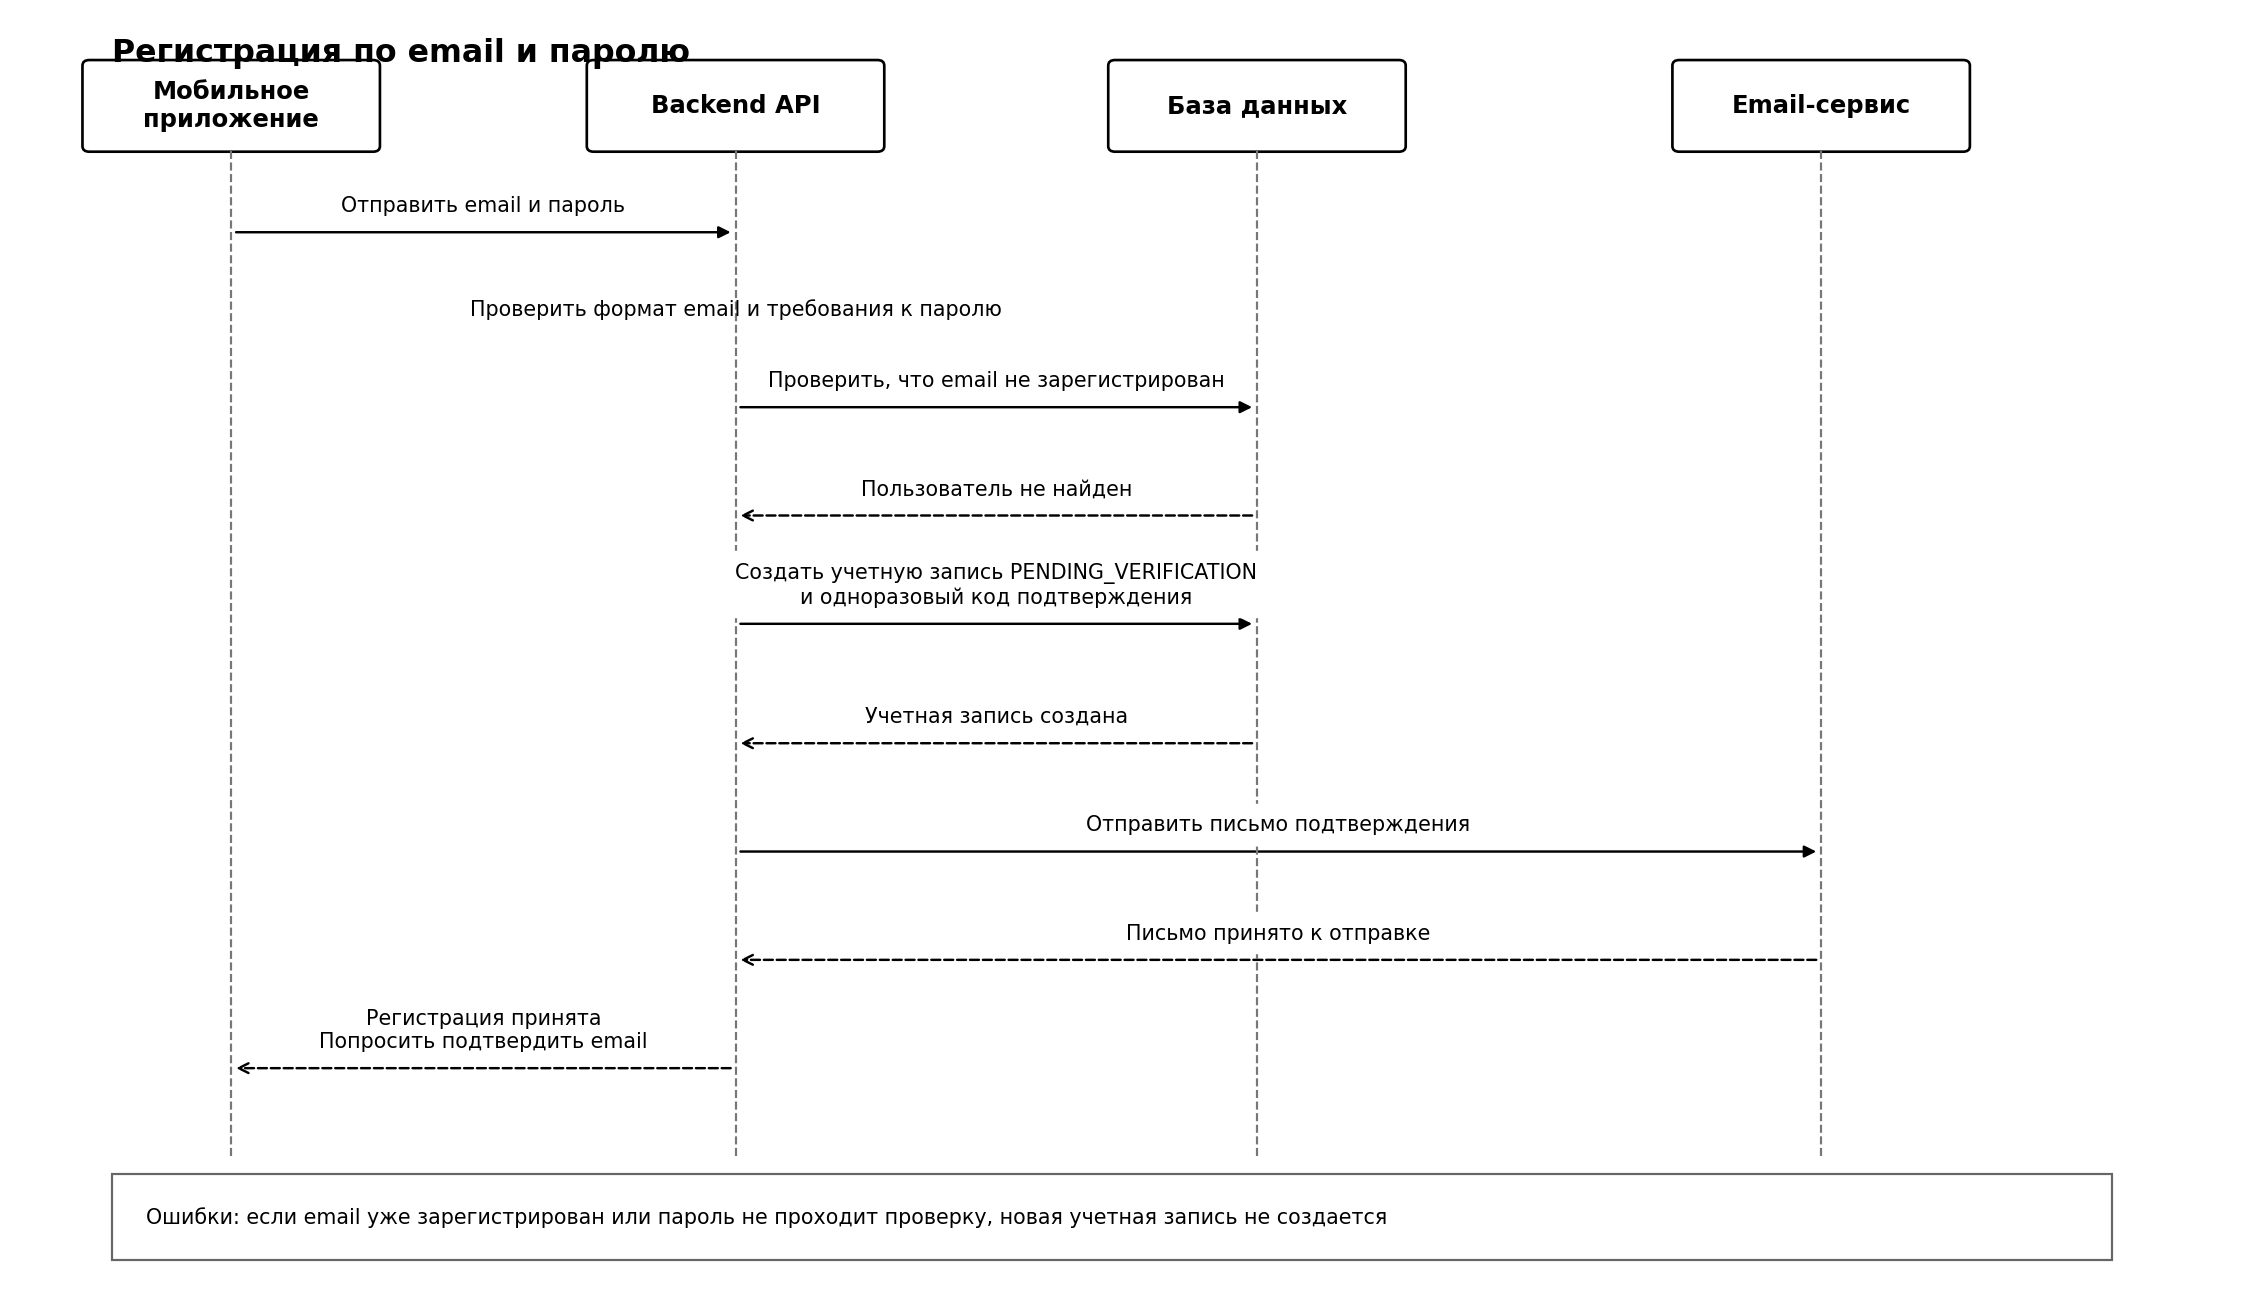 Регистрация по email и паролю
Мобильное
приложение
Backend API
База данных
Email-сервис
Отправить email и пароль
Проверить формат email и требования к паролю
Проверить, что email не зарегистрирован
Пользователь не найден
Создать учетную запись PENDING_VERIFICATION
и одноразовый код подтверждения
Учетная запись создана
Отправить письмо подтверждения
Письмо принято к отправке
Регистрация принята
Попросить подтвердить email
Ошибки: если email уже зарегистрирован или пароль не проходит проверку, новая учетная запись не создается